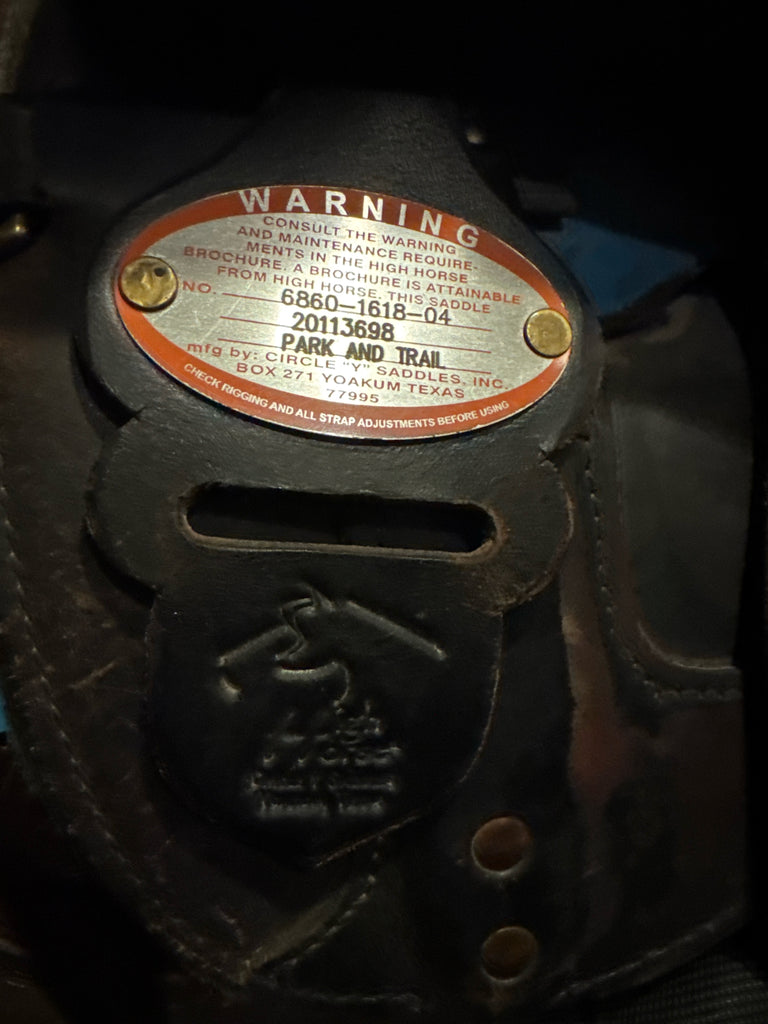 WARNING
CONSULT THE WARNING
AND MAINTENANCE REQUIRE-
MENTS IN THE HIGH HORSE
BROCHURE. A BROCHURE IS ATTAINABLE
FROM HIGH HORSE. THIS SADDLE
NO. 6860-1618-04
20113698
PARK AND TRAIL
mfg by: CIRCLE "Y" SADDLES, INC.
BOX 271 YOAKUM TEXAS
77995
CHECK RIGGING AND ALL STRAP ADJUSTMENTS BEFORE USING
High
Horse